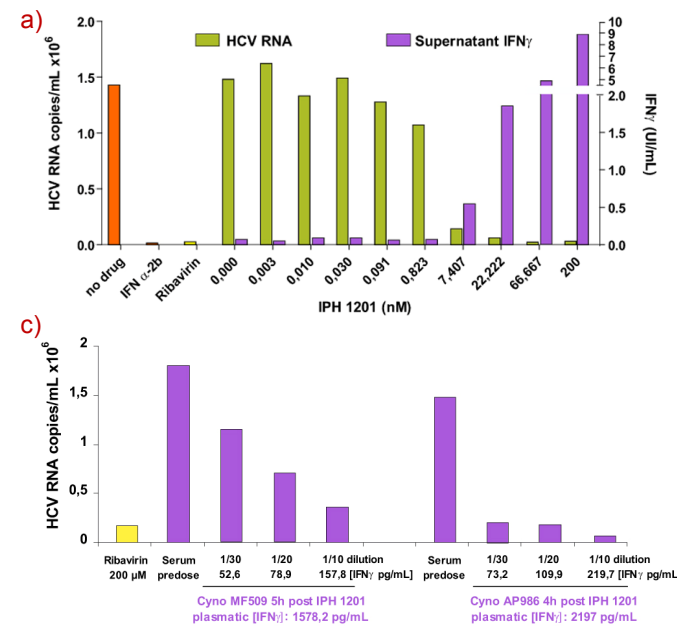 a)
HCV RNA
Supernatant IFNγ
HCV RNA copies/mL x10⁶
2.0
1.5
1.0
0.5
0.0
10
9
8
7
6
5
2.0
1.5
1.0
0.5
0.0
IFNγ (UI/mL)
no drug
IFN α-2b
Ribavirin
0,000
0,003
0,010
0,030
0,091
0,823
7,407
22,222
66,667
200
IPH 1201 (nM)
c)
HCV RNA copies/mL x10⁶
2
1,5
1
0,5
0
Ribavirin Serum 1/30 1/20 1/10 dilution Serum 1/30 1/20 1/10 dilution
200 µM predose 52,6 78,9 157,8 [IFNγ pg/mL] predose 73,2 109,9 219,7 [IFNγ pg/mL]
Cyno MF509 5h post IPH 1201
plasmatic [IFNγ]: 1578,2 pg/mL
Cyno AP986 4h post IPH 1201
plasmatic [IFNγ]: 2197 pg/mL